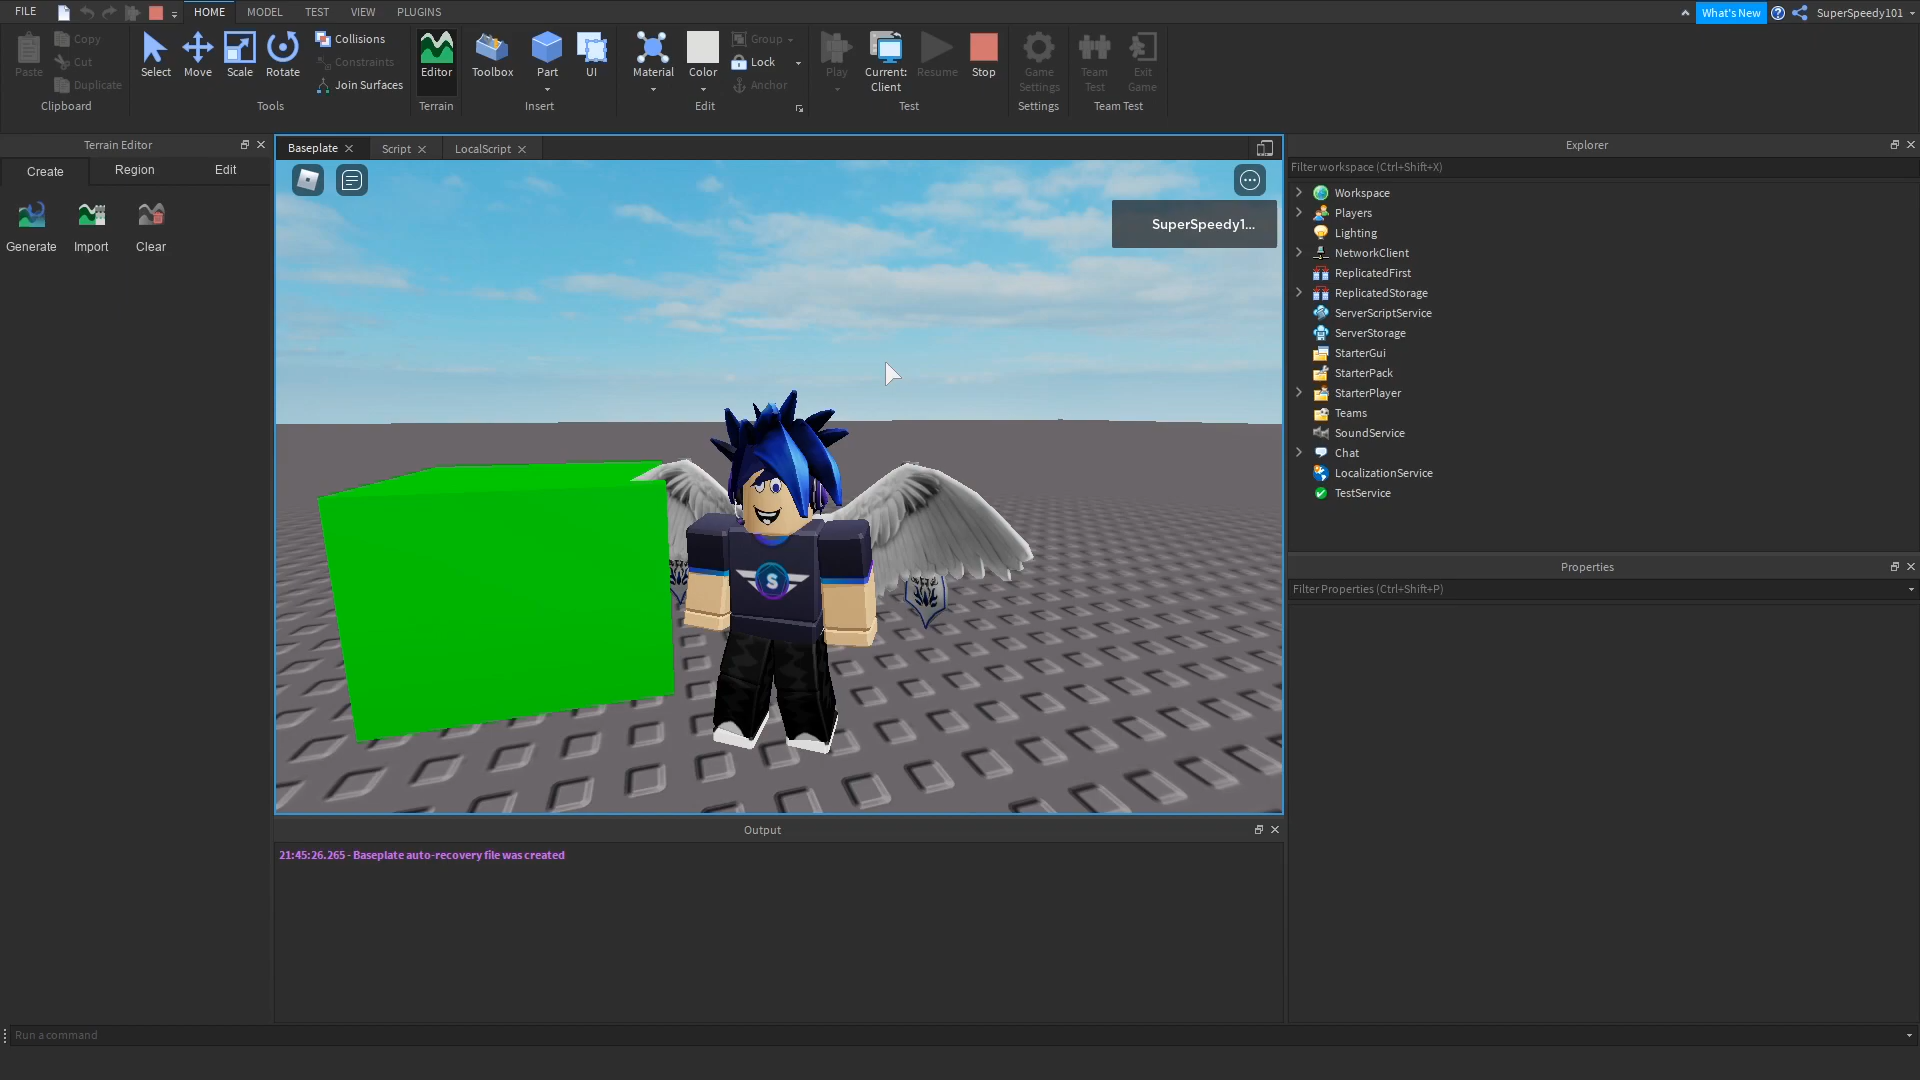 FILE
HOME
MODEL
TEST
VIEW
PLUGINS
What's New
SuperSpeedy101
Paste
Copy
Cut
Duplicate
Clipboard
Select
Move
Scale
Rotate
Collisions
Constraints
Join Surfaces
Tools
Editor
Terrain
Toolbox
Part
UI
Insert
Material
Color
Group
Lock
Anchor
Edit
Play
Current:
Client
Resume
Stop
Test
Game
Settings
Settings
Team
Test
Exit
Game
Team Test
Terrain Editor
Create
Region
Edit
Generate
Import
Clear
Baseplate
Script
LocalScript
SuperSpeedy1...
S
Output
21:45:26.265 - Baseplate auto-recovery file was created
Explorer
Filter workspace (Ctrl+Shift+X)
Workspace
Players
Lighting
NetworkClient
ReplicatedFirst
ReplicatedStorage
ServerScriptService
ServerStorage
StarterGui
StarterPack
StarterPlayer
Teams
SoundService
Chat
LocalizationService
TestService
Properties
Filter Properties (Ctrl+Shift+P)
Run a command